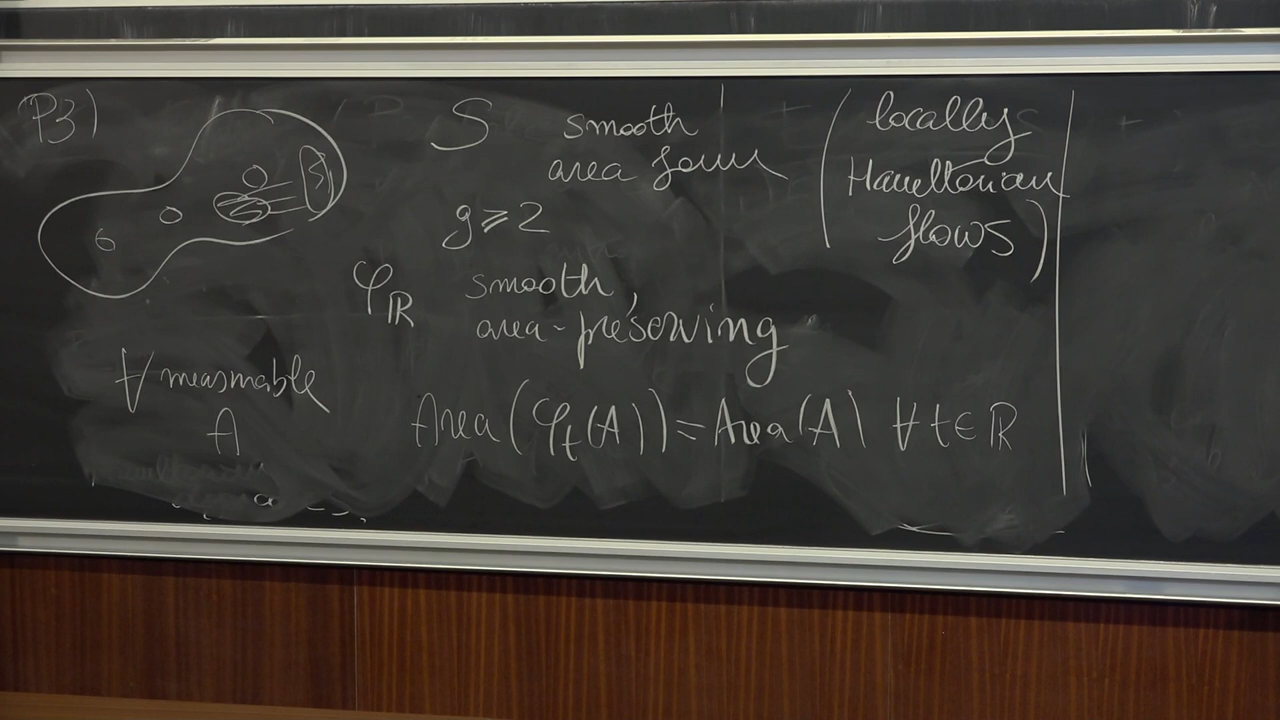 P3)
S smooth
area form
g ≥ 2
(locally
Hamiltonian
flows)
φ_ℝ smooth,
area-preserving
∀ measurable
A
Area(φ_t(A)) = Area(A) ∀ t ∈ ℝ